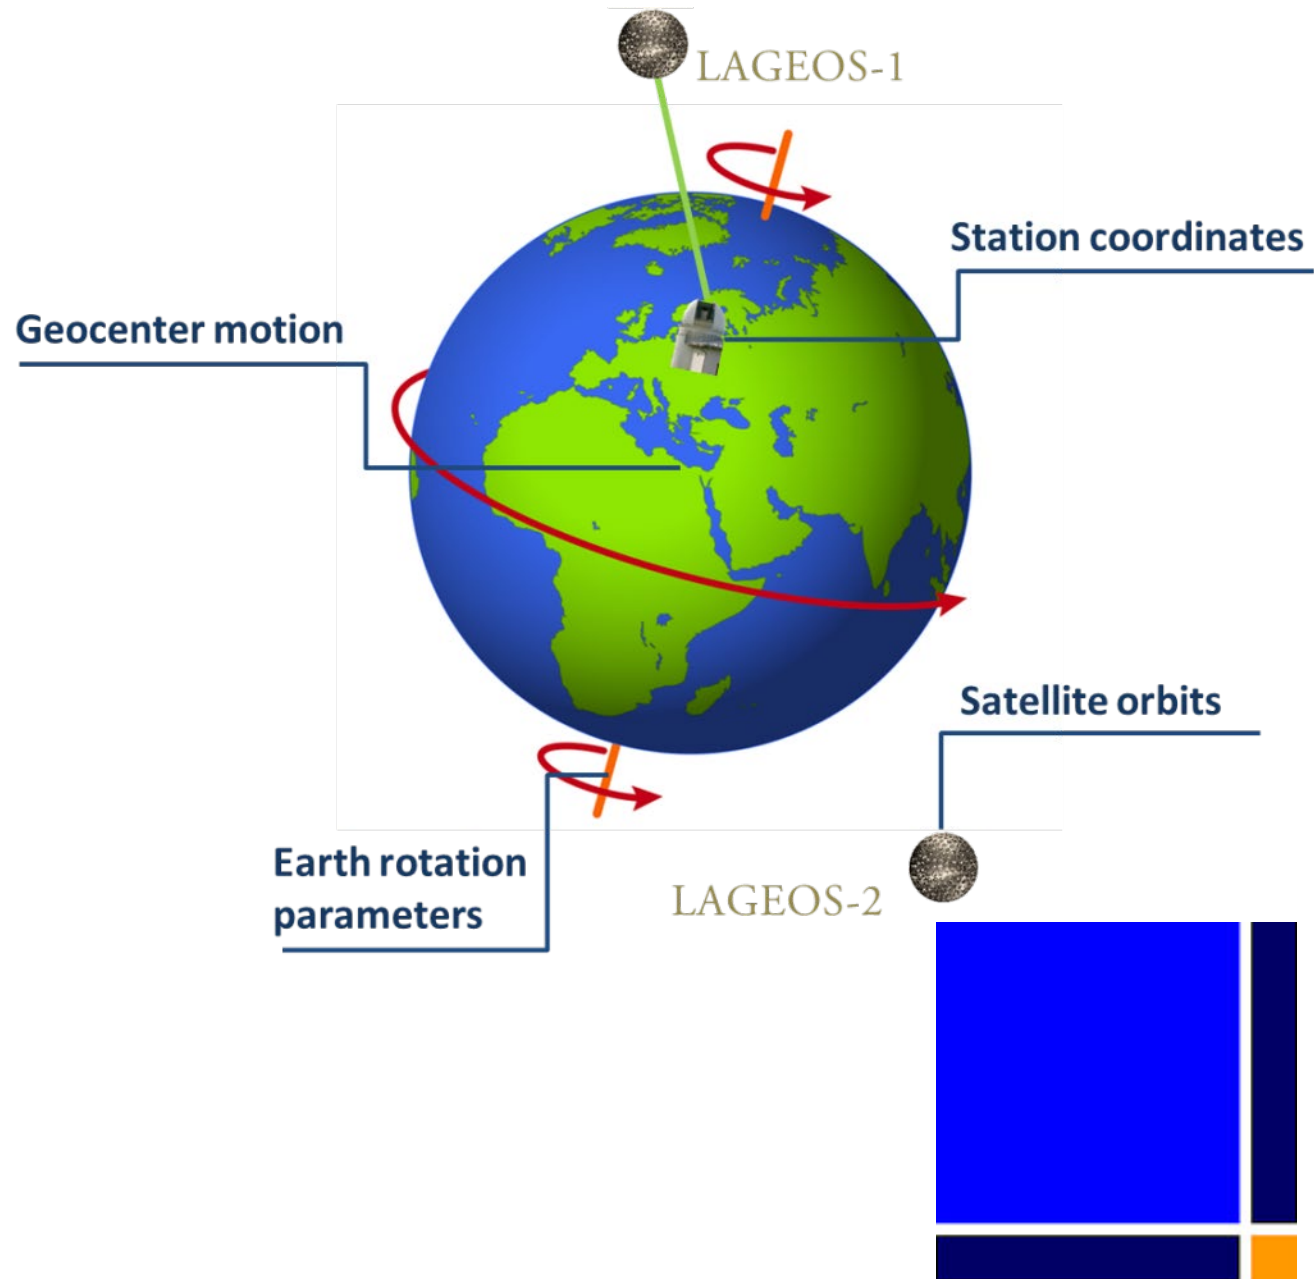 LAGEOS-1
Station coordinates
Geocenter motion
Satellite orbits
Earth rotation
parameters
LAGEOS-2